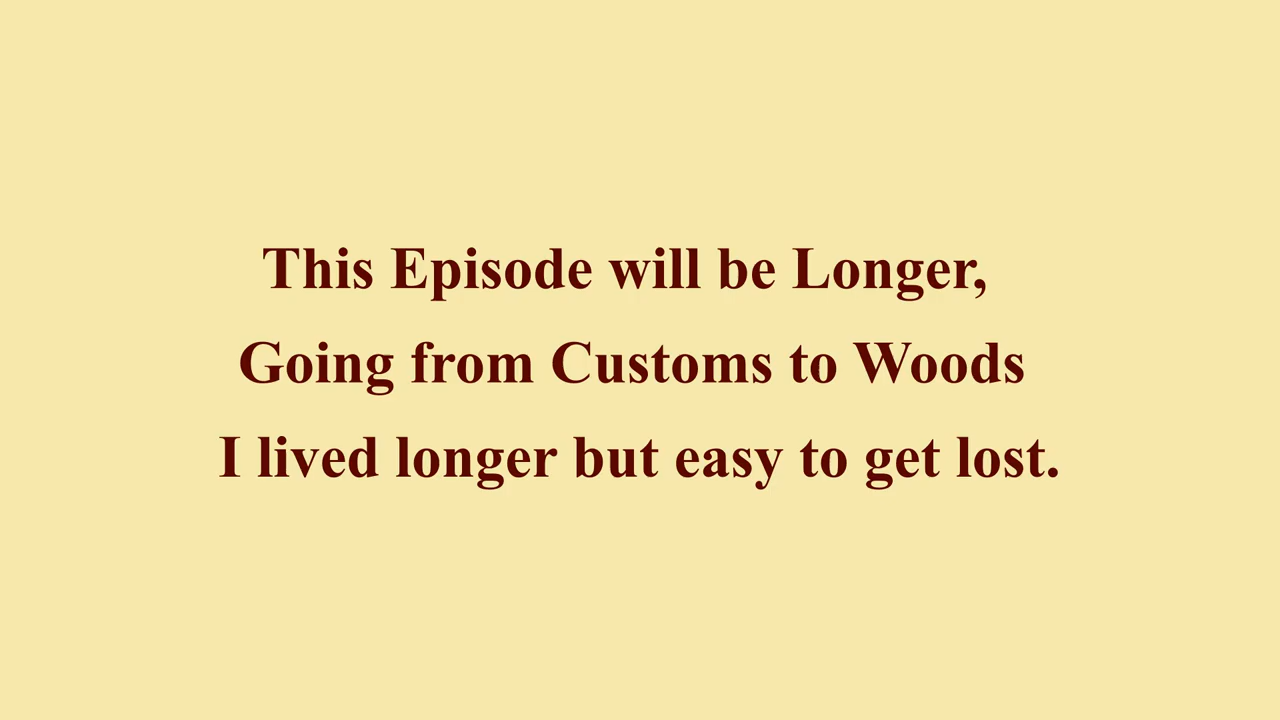 This Episode will be Longer,
Going from Customs to Woods
I lived longer but easy to get lost.